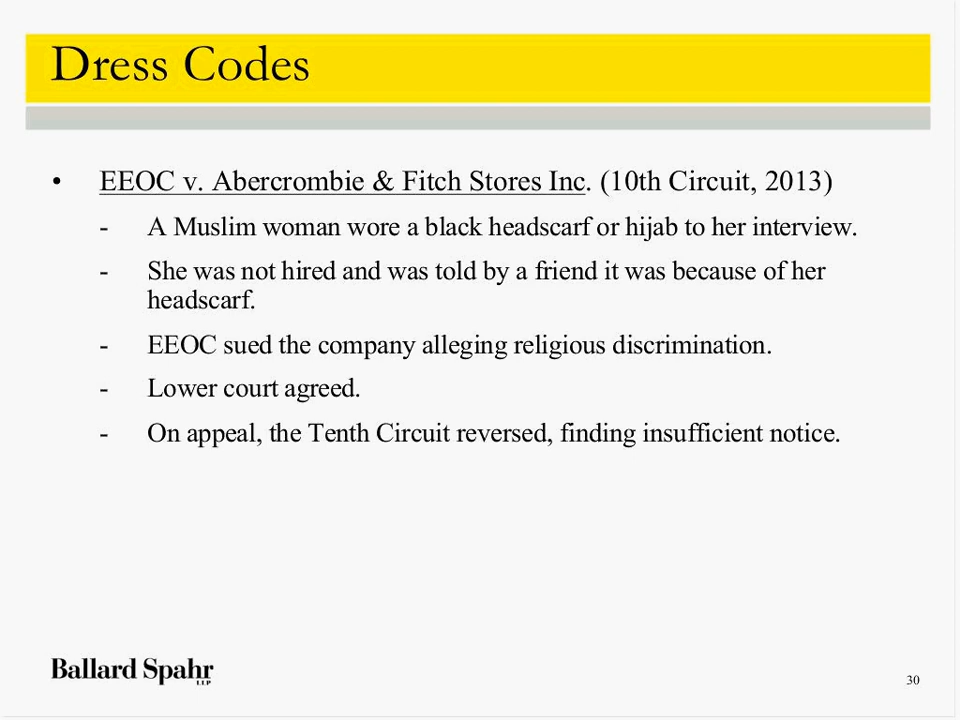 Dress Codes
• EEOC v. Abercrombie & Fitch Stores Inc. (10th Circuit, 2013)
- A Muslim woman wore a black headscarf or hijab to her interview.
- She was not hired and was told by a friend it was because of her
headscarf.
- EEOC sued the company alleging religious discrimination.
- Lower court agreed.
- On appeal, the Tenth Circuit reversed, finding insufficient notice.
Ballard Spahr
LLP
30